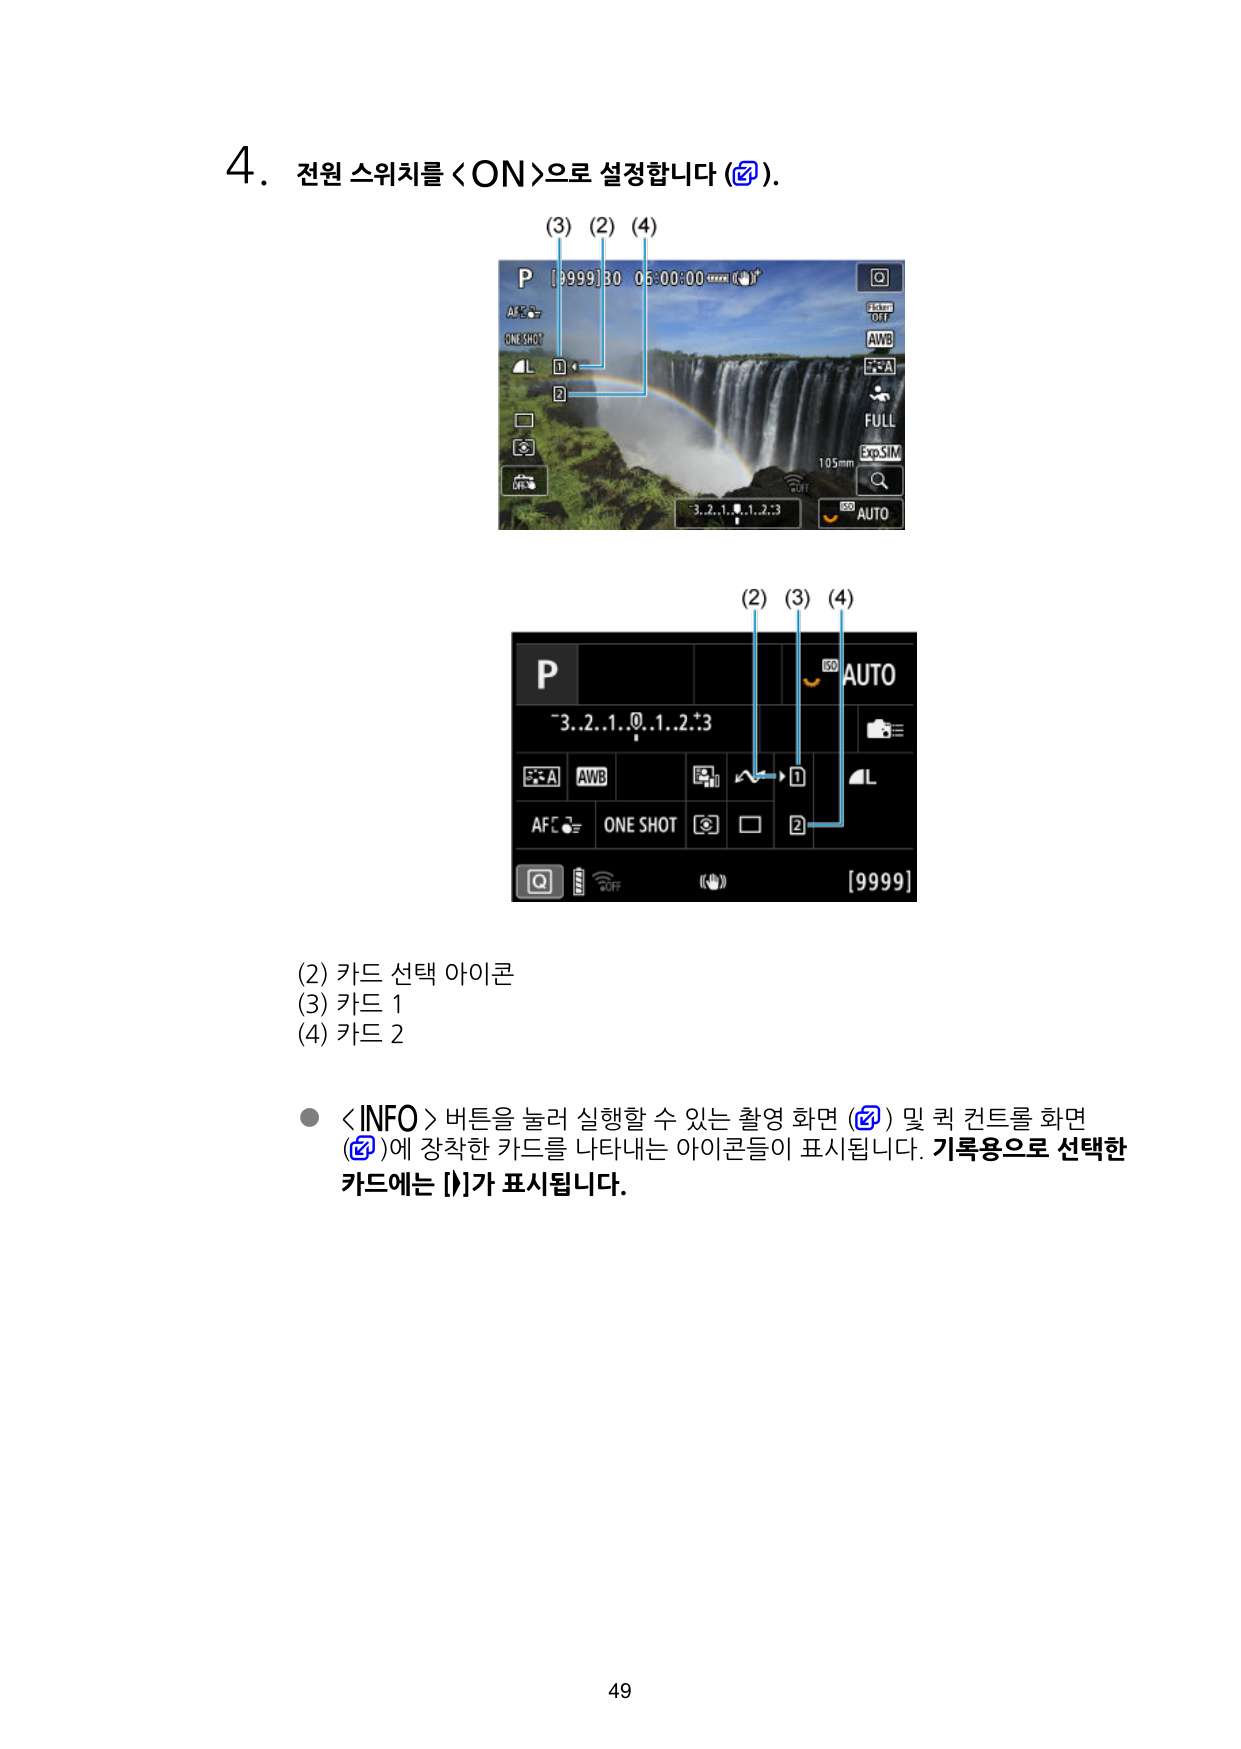 4. 전원 스위치를 <ON>으로 설정합니다 ( ).
(3) (2) (4)
P [9999]30 06:00:00
Q
AF
Flicker OFF
ONE SHOT
AWB
L 1
A
2
FULL
Exp.SIM
105mm
OFF
OFF
-3..2..1..0..1..2..+3
ISO AUTO
(2) (3) (4)
P
ISO AUTO
-3..2..1..0..1..2..+3
A AWB 1 L
AF ONE SHOT 2
Q OFF [9999]
(2) 카드 선택 아이콘
(3) 카드 1
(4) 카드 2
● <INFO> 버튼을 눌러 실행할 수 있는 촬영 화면 ( ) 및 퀵 컨트롤 화면
( )에 장착한 카드를 나타내는 아이콘들이 표시됩니다. 기록용으로 선택한
카드에는 [ ]가 표시됩니다.
49